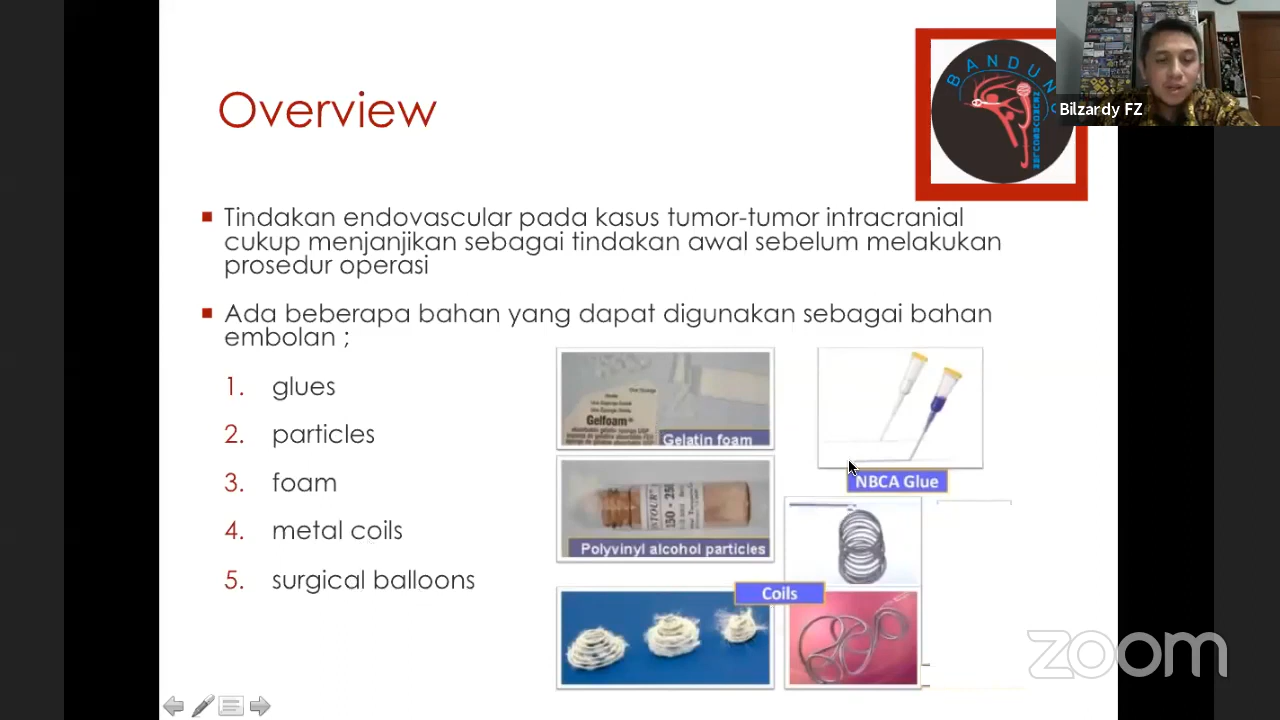 Overview
BANDUN
Bilzardy FZ
Tindakan endovascular pada kasus tumor-tumor intracranial
cukup menjanjikan sebagai tindakan awal sebelum melakukan
prosedur operasi
Ada beberapa bahan yang dapat digunakan sebagai bahan
embolan ;
1. glues
2. particles
3. foam
4. metal coils
5. surgical balloons
Gelfoam®
Gelatin foam
NBCA Glue
Polyvinyl alcohol particles
Coils
zoom